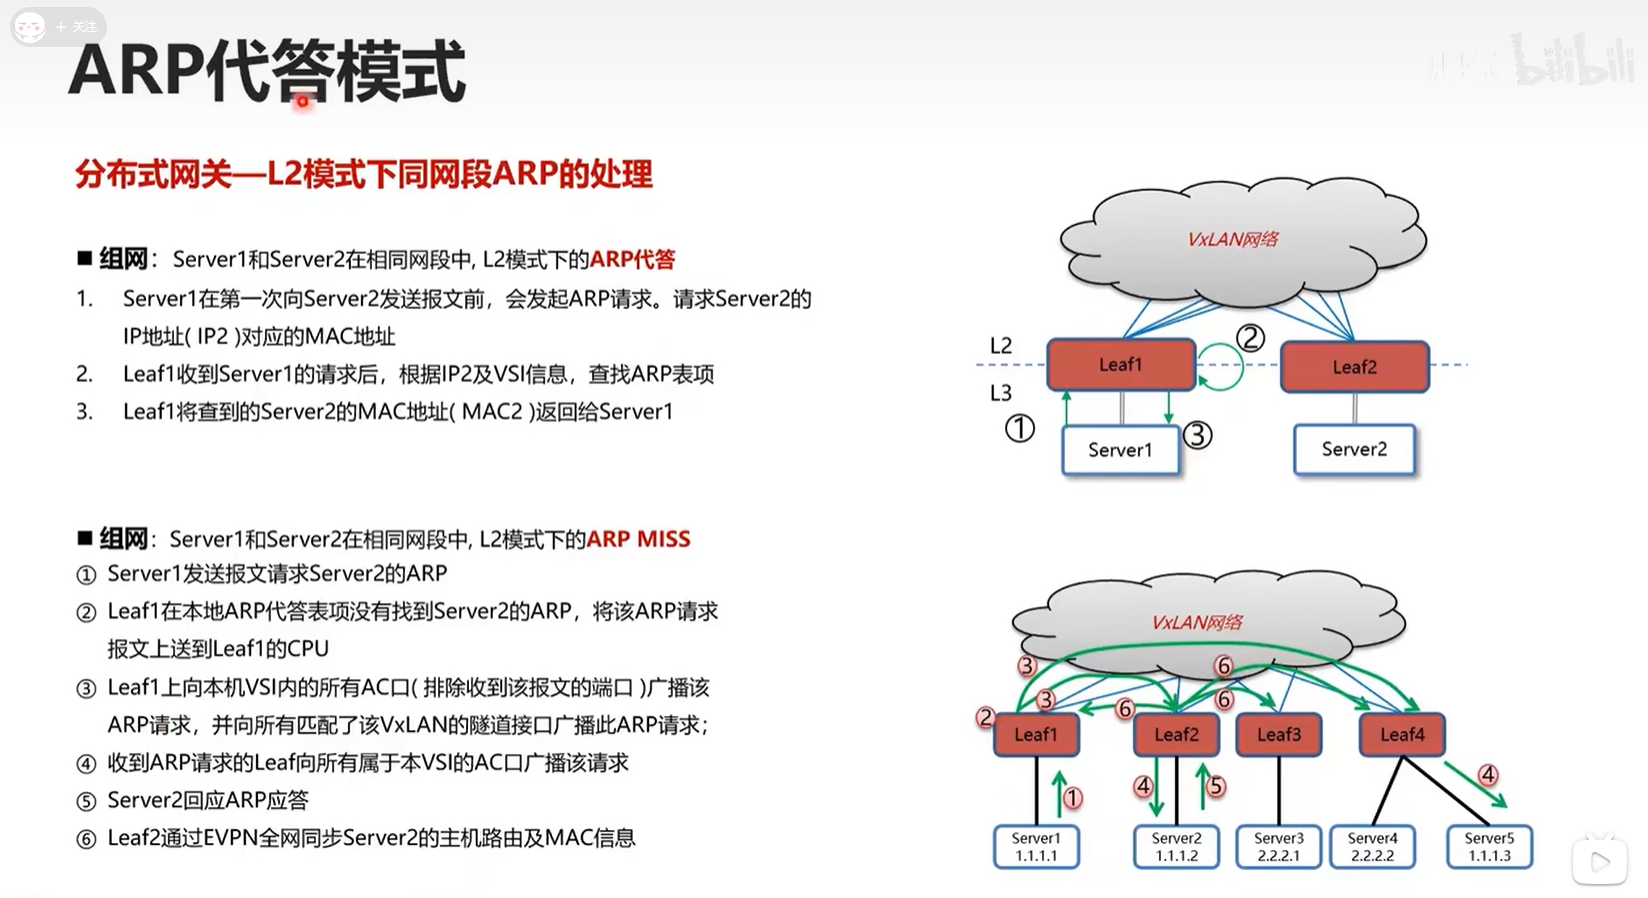 + 关注
ARP代答模式
bilibili
分布式网关—L2模式下同网段ARP的处理
■ 组网：Server1和Server2在相同网段中, L2模式下的ARP代答
1. Server1在第一次向Server2发送报文前，会发起ARP请求。请求Server2的
IP地址( IP2 )对应的MAC地址
2. Leaf1收到Server1的请求后，根据IP2及VSI信息，查找ARP表项
3. Leaf1将查到的Server2的MAC地址( MAC2 )返回给Server1
VxLAN网络
L2
Leaf1
②
Leaf2
L3
①
Server1
③
Server2
■ 组网：Server1和Server2在相同网段中, L2模式下的ARP MISS
① Server1发送报文请求Server2的ARP
② Leaf1在本地ARP代答表项没有找到Server2的ARP，将该ARP请求
报文上送到Leaf1的CPU
③ Leaf1上向本机VSI内的所有AC口( 排除收到该报文的端口 )广播该
ARP请求，并向所有匹配了该VxLAN的隧道接口广播此ARP请求；
④ 收到ARP请求的Leaf向所有属于本VSI的AC口广播该请求
⑤ Server2回应ARP应答
⑥ Leaf2通过EVPN全网同步Server2的主机路由及MAC信息
VxLAN网络
③ ⑥
③ ⑥ ⑥
②
Leaf1 Leaf2 Leaf3 Leaf4
① ④ ⑤ ④
Server1
1.1.1.1
Server2
1.1.1.2
Server3
2.2.2.1
Server4
2.2.2.2
Server5
1.1.1.3